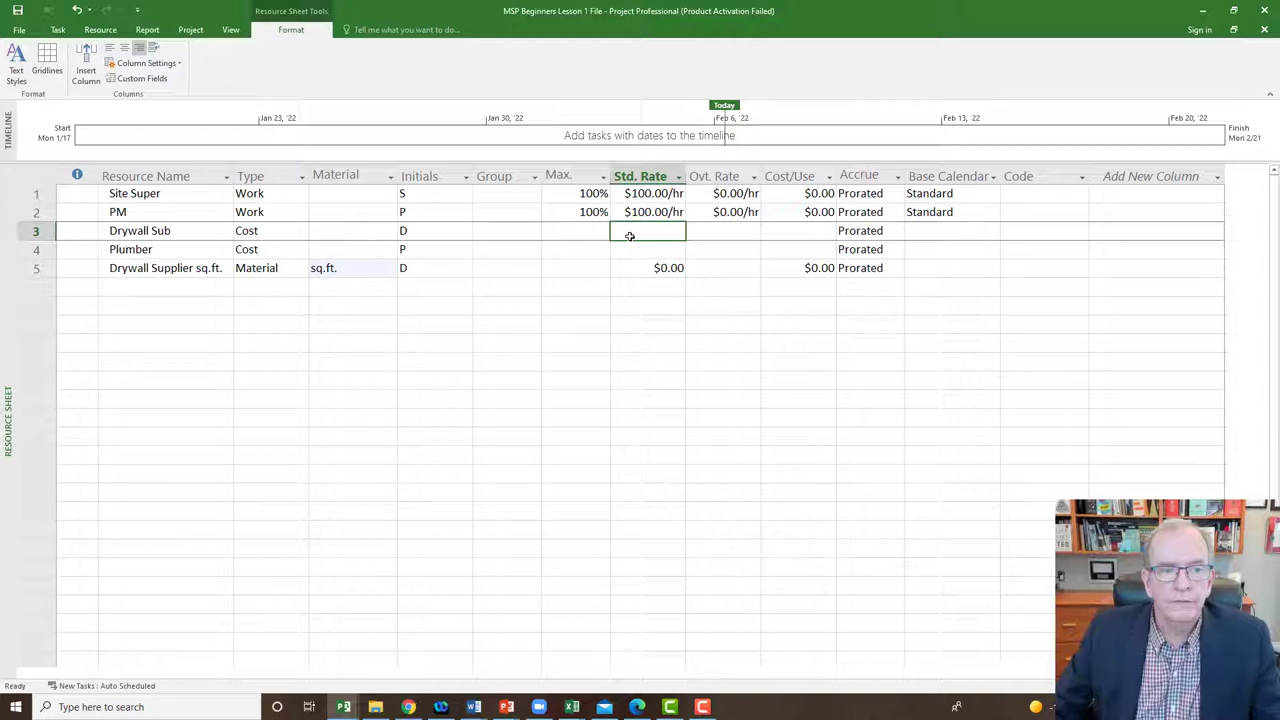 Resource Sheet Tools
MSP Beginners Lesson 1 File - Project Professional (Product Activation Failed)
File Task Resource Report Project View Format Tell me what you want to do... Sign in
Text Styles
Gridlines
Insert Column
Column Settings
Custom Fields
Format Columns
TIMELINE
Today
Jan 23, '22 Jan 30, '22 Feb 6, '22 Feb 13, '22 Feb 20, '22
Start
Mon 1/17
Add tasks with dates to the timeline
Finish
Mon 2/21
Resource Name Type Material Initials Group Max. Std. Rate Ovt. Rate Cost/Use Accrue Base Calendar Code Add New Column
1 Site Super Work S 100% $100.00/hr $0.00/hr $0.00 Prorated Standard
2 PM Work P 100% $100.00/hr $0.00/hr $0.00 Prorated Standard
3 Drywall Sub Cost D Prorated
4 Plumber Cost P Prorated
5 Drywall Supplier sq.ft. Material sq.ft. D $0.00 $0.00 Prorated
RESOURCE SHEET
Ready New Tasks : Auto Scheduled
Type here to search